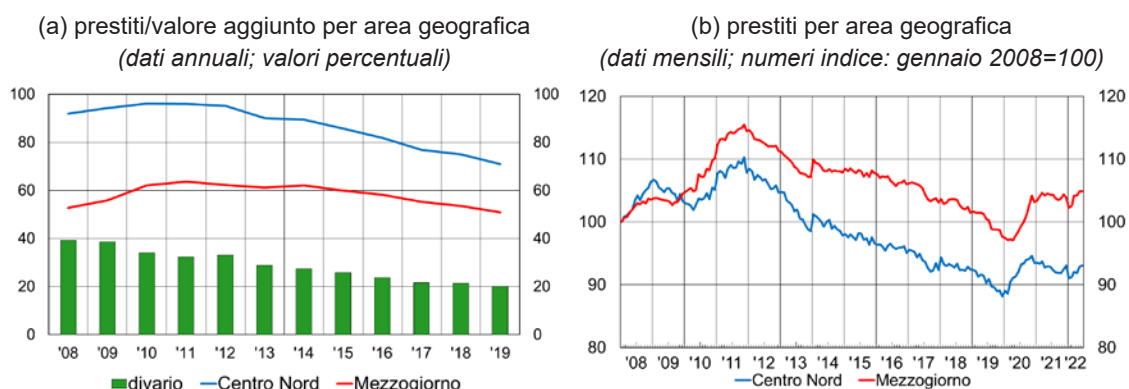 (a) prestiti/valore aggiunto per area geografica
(dati annuali; valori percentuali)
100 100
80 80
60 60
40 40
20 20
0 0
'08 '09 '10 '11 '12 '13 '14 '15 '16 '17 '18 '19
divario Centro Nord Mezzogiorno
(b) prestiti per area geografica
(dati mensili; numeri indice: gennaio 2008=100)
120 120
110 110
100 100
90 90
80 80
'08 '09 '10 '11 '12 '13 '14 '15 '16 '17 '18 '19 '20 '21 '22
Centro Nord Mezzogiorno